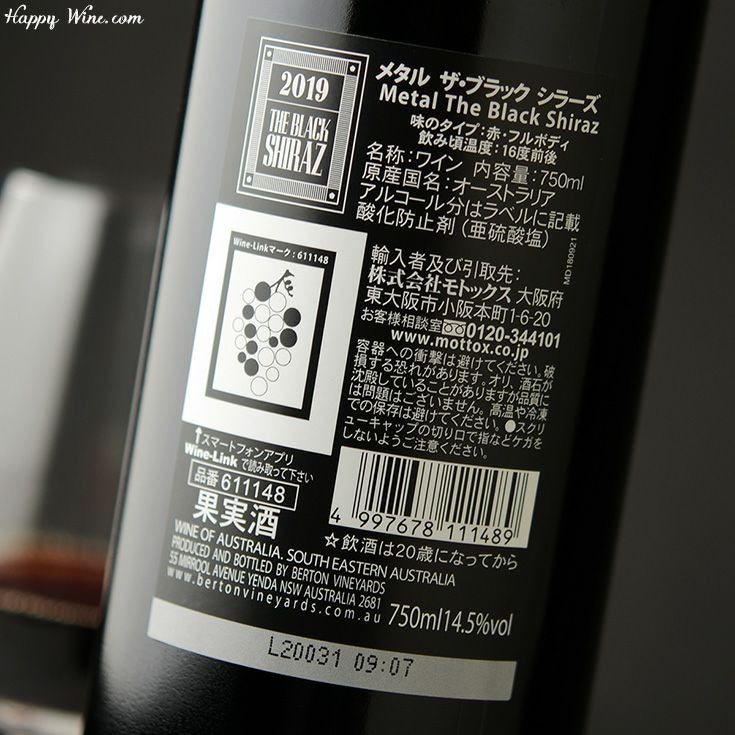 Happy Wine.com
2019
THE BLACK
SHIRAZ
メタル ザ・ブラック シラーズ
Metal The Black Shiraz
味のタイプ：赤・フルボディ
飲み頃温度：16度前後
名称：ワイン 内容量：750ml
原産国名：オーストラリア
アルコール分はラベルに記載
酸化防止剤（亜硫酸塩）
MD180921
輸入者及び引取先：
株式会社モトックス 大阪府
東大阪市小阪本町1-6-20
お客様相談室 0120-344101
www.mottox.co.jp
容器への衝撃は避けてください。破
損する恐れがあります。オリ、酒石が
沈殿していることがありますが品質に
は問題はございません。高温や冷凍
での保存は避けてください。●スクリ
ューキャップの切り口で指などケガを
しないようご注意ください。
Wine-Linkマーク：611148
↑スマートフォンアプリ
Wine-Link で読み取って下さい
品番 611148
果実酒
4 997678 111489
☆飲酒は20歳になってから
WINE OF AUSTRALIA. SOUTH EASTERN AUSTRALIA
PRODUCED AND BOTTLED BY BERTON VINEYARDS
55 MIRROOL AVENUE YENDA NSW AUSTRALIA 2681
www.bertonvineyards.com.au
750ml14.5%vol
L20031 09:07